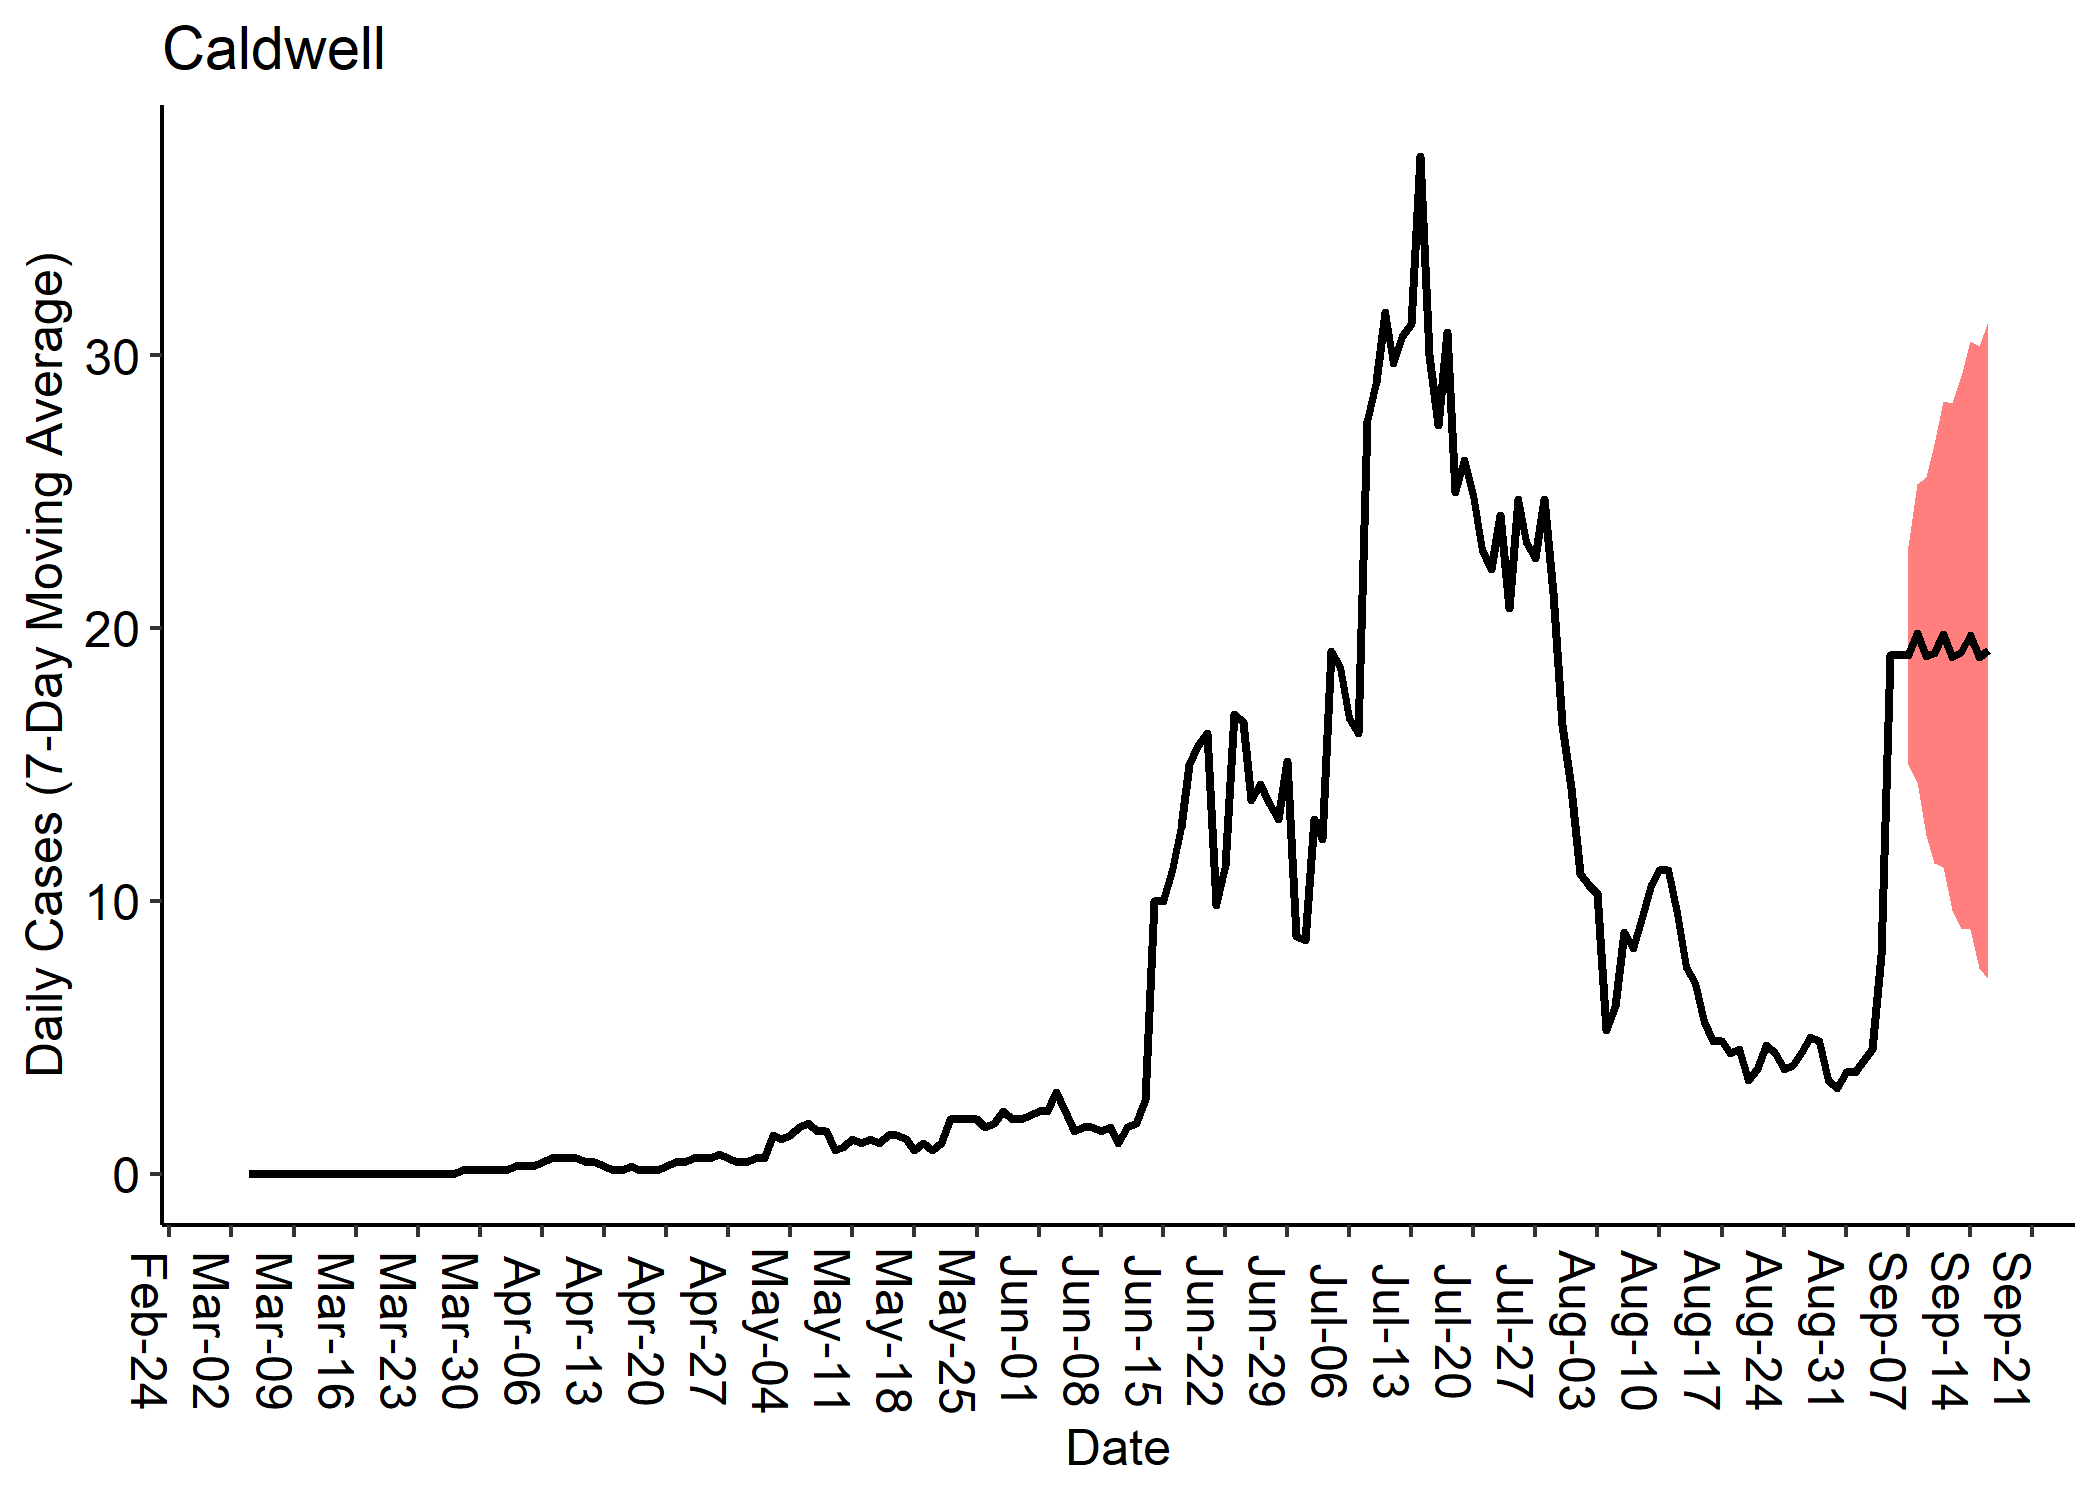 Caldwell
Daily Cases (7-Day Moving Average)
30
20
10
0
Feb-24
Mar-02
Mar-09
Mar-16
Mar-23
Mar-30
Apr-06
Apr-13
Apr-20
Apr-27
May-04
May-11
May-18
May-25
Jun-01
Jun-08
Jun-15
Jun-22
Jun-29
Jul-06
Jul-13
Jul-20
Jul-27
Aug-03
Aug-10
Aug-17
Aug-24
Aug-31
Sep-07
Sep-14
Sep-21
Date